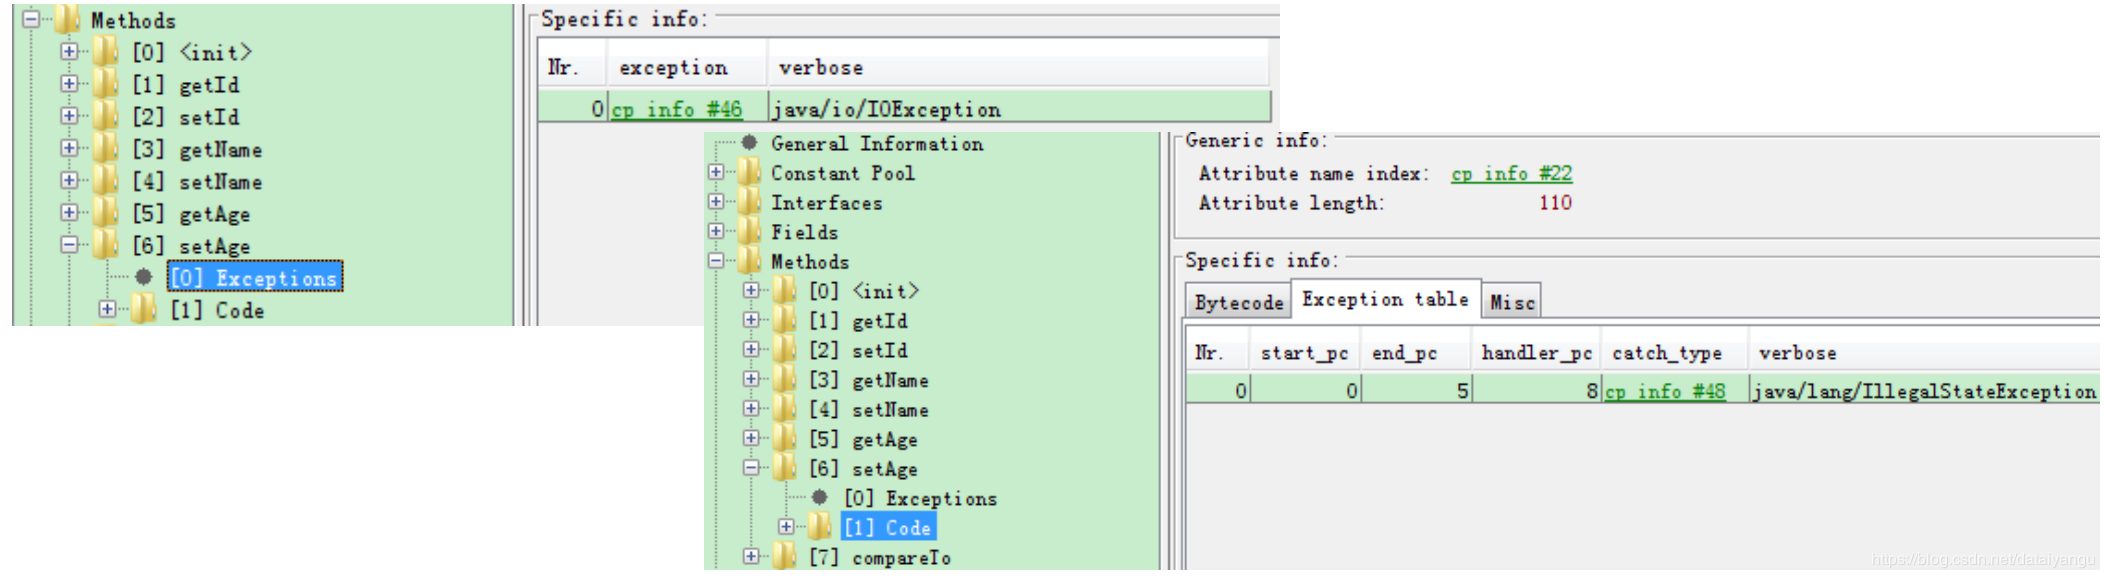 Methods
[0] <init>
[1] getId
[2] setId
[3] getName
[4] setName
[5] getAge
[6] setAge
[0] Exceptions
[1] Code
Specific info:
Nr. exception verbose
0 cp info #46 java/io/IOException
General Information
Constant Pool
Interfaces
Fields
Methods
[0] <init>
[1] getId
[2] setId
[3] getName
[4] setName
[5] getAge
[6] setAge
[0] Exceptions
[1] Code
[7] compareTo
Generic info:
Attribute name index: cp info #22
Attribute length: 110
Specific info:
Bytecode Exception table Misc
Nr. start_pc end_pc handler_pc catch_type verbose
0 0 5 8 cp info #48 java/lang/IllegalStateException
https://blog.csdn.net/dataiyangu